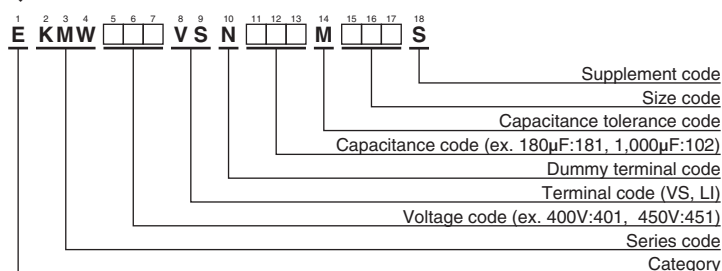 1 2 3 4 5 6 7 8 9 10 11 12 13 14 15 16 17 18
E KMW □□□ VS N □□□ M □□□ S
Supplement code
Size code
Capacitance tolerance code
Capacitance code (ex. 180µF:181, 1,000µF:102)
Dummy terminal code
Terminal code (VS, LI)
Voltage code (ex. 400V:401, 450V:451)
Series code
Category